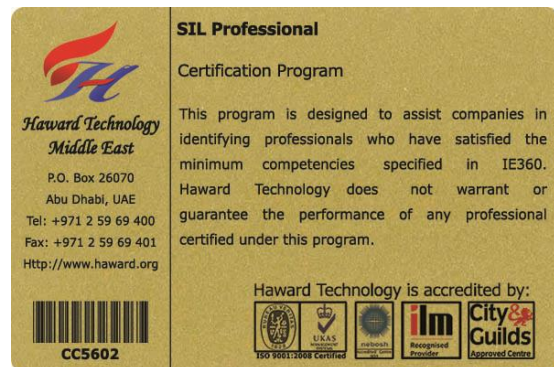 Haward Technology
Middle East
P.O. Box 26070
Abu Dhabi, UAE
Tel: +971 2 59 69 400
Fax: +971 2 59 69 401
Http://www.haward.org
CC5602
SIL Professional
Certification Program
This program is designed to assist companies in
identifying professionals who have satisfied the
minimum competencies specified in IE360.
Haward Technology does not warrant or
guarantee the performance of any professional
certified under this program.
Haward Technology is accredited by:
UKAS
MANAGEMENT
SYSTEMS
nebosh
ilm
Recognised
Provider
City&
Guilds
Approved Centre
ISO 9001:2008 Certified